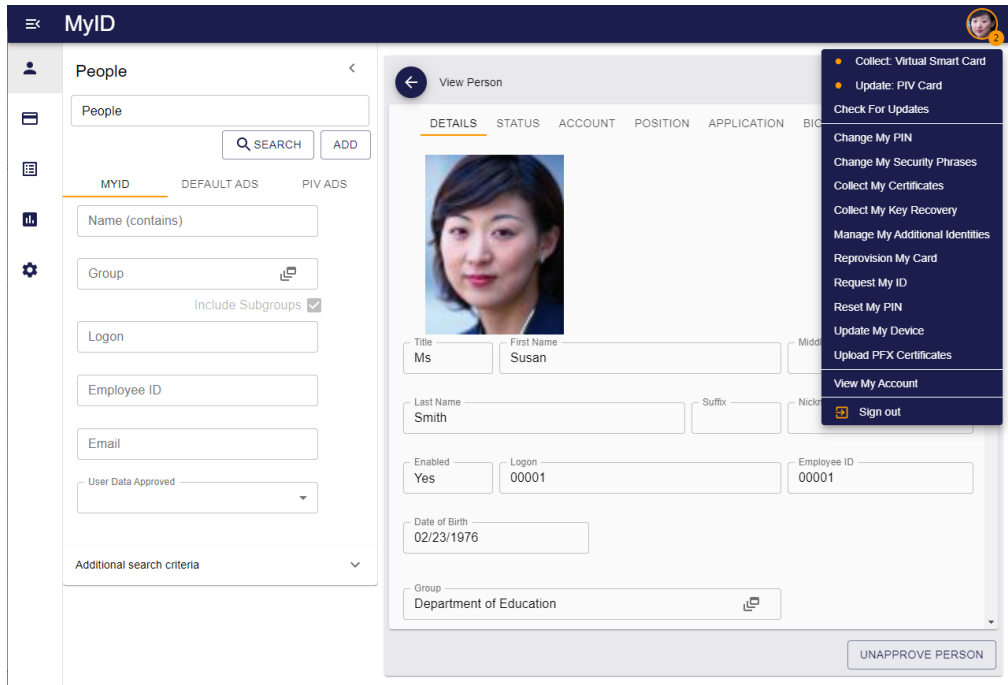 MyID
2
People
People
SEARCH
ADD
MYID DEFAULT ADS PIV ADS
Name (contains)
Group
Include Subgroups
Logon
Employee ID
Email
User Data Approved
Additional search criteria
View Person
DETAILS STATUS ACCOUNT POSITION APPLICATION BIO
Title
Ms
First Name
Susan
Middl
Last Name
Smith
Suffix
Nickn
Enabled
Yes
Logon
00001
Employee ID
00001
Date of Birth
02/23/1976
Group
Department of Education
UNAPPROVE PERSON
Collect: Virtual Smart Card
Update: PIV Card
Check For Updates
Change My PIN
Change My Security Phrases
Collect My Certificates
Collect My Key Recovery
Manage My Additional Identities
Reprovision My Card
Request My ID
Reset My PIN
Update My Device
Upload PFX Certificates
View My Account
Sign out